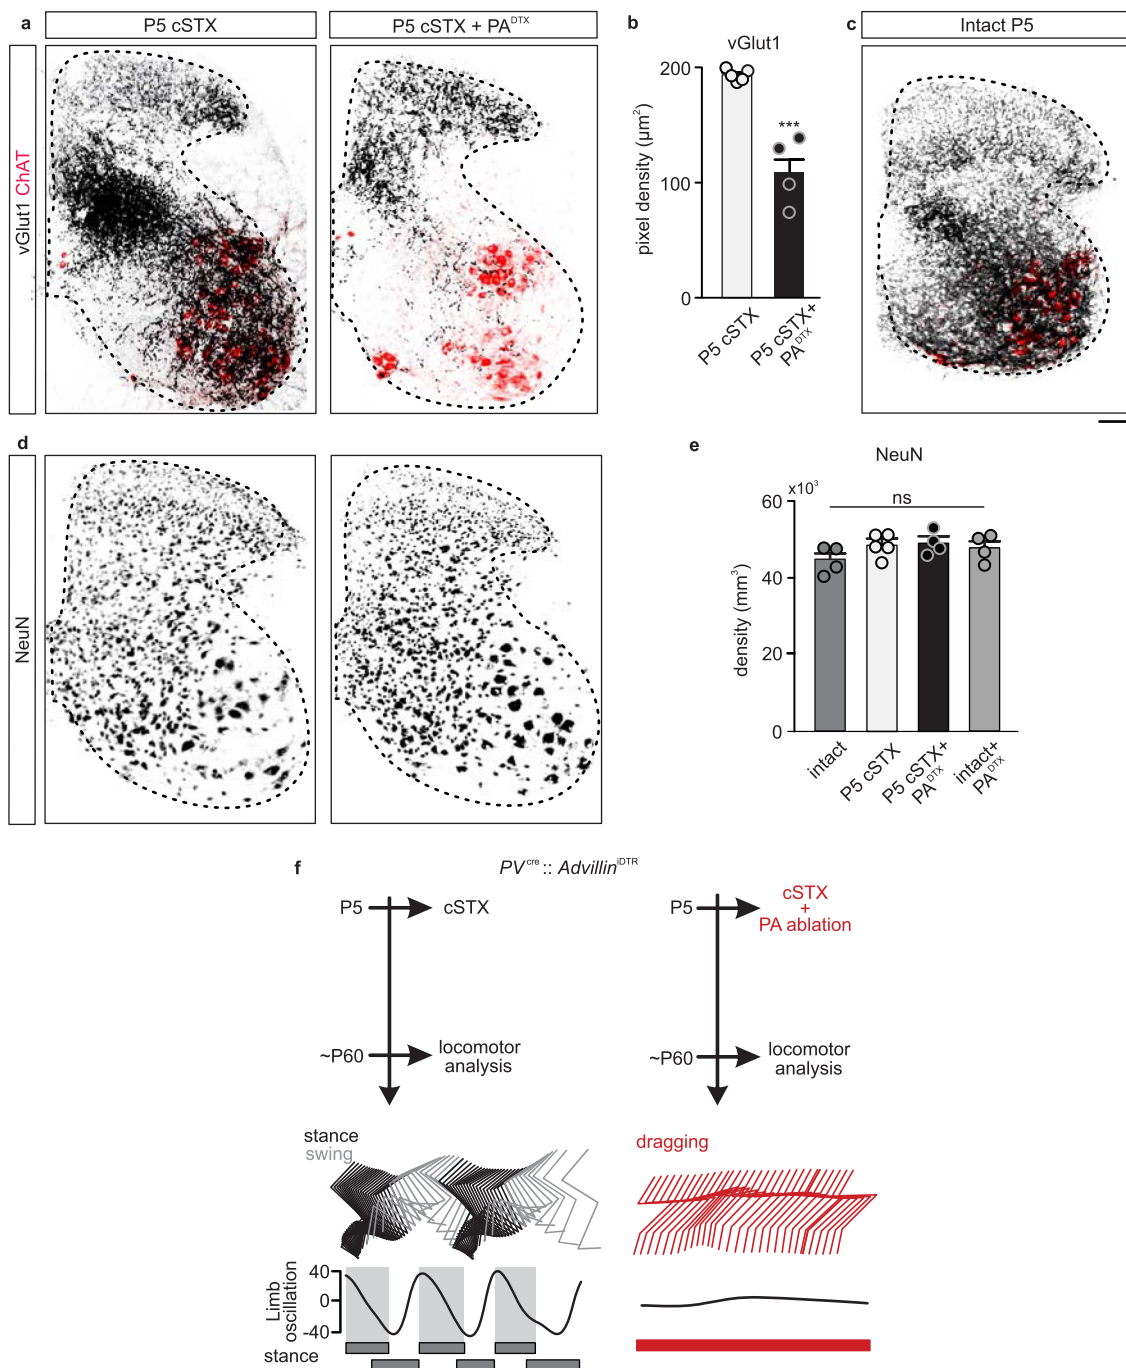 a
P5 cSTX
P5 cSTX + PA^DTX
vGlut1 ChAT
b
vGlut1
200
100
0
pixel density (µm²)
***
P5 cSTX
P5 cSTX+
PA^DTX
c
Intact P5
d
NeuN
e
NeuN
x10³
60
40
20
0
density (mm³)
ns
intact
P5 cSTX
P5 cSTX+
PA^DTX
intact+
PA^DTX
f
PV^cre :: Advillin^iDTR
P5
cSTX
~P60
locomotor
analysis
P5
cSTX
+
PA ablation
~P60
locomotor
analysis
stance
swing
dragging
Limb
oscillation
40
0
-40
stance